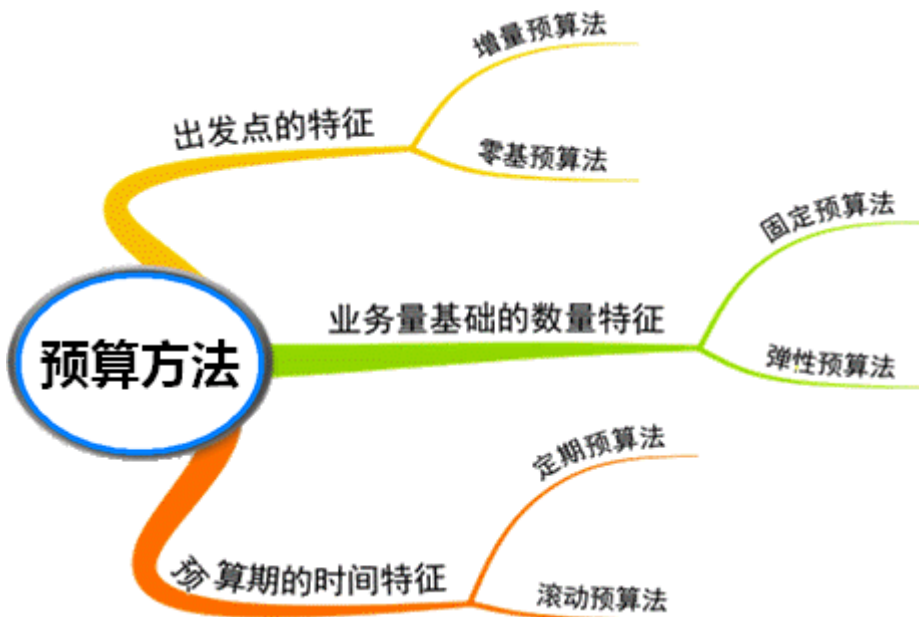 增量预算法
出发点的特征
零基预算法
固定预算法
业务量基础的数量特征
预算方法
弹性预算法
定期预算法
预算期的时间特征
滚动预算法